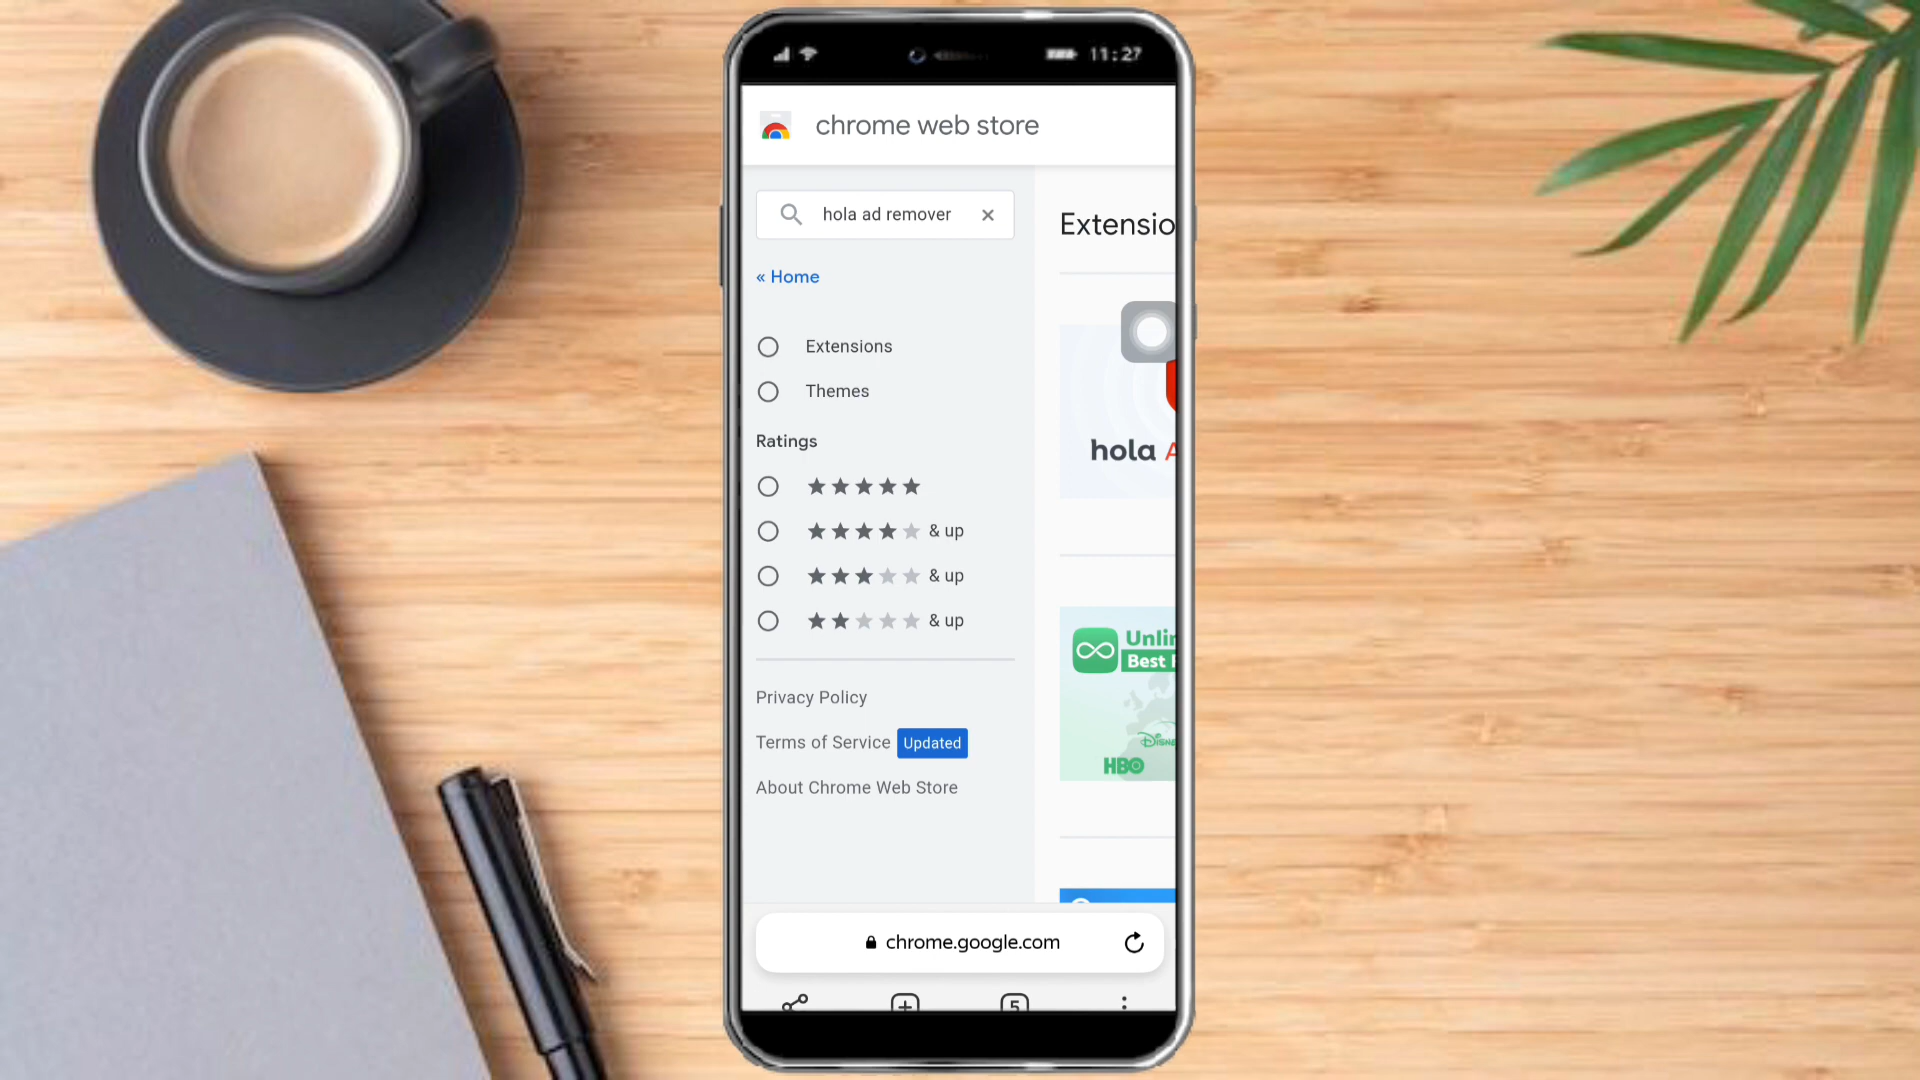 11:27
chrome web store
hola ad remover
« Home
Extensions
Themes
Ratings
& up
& up
& up
Privacy Policy
Terms of Service Updated
About Chrome Web Store
Extensio
hola A
Best
HBO
Disn
chrome.google.com
5